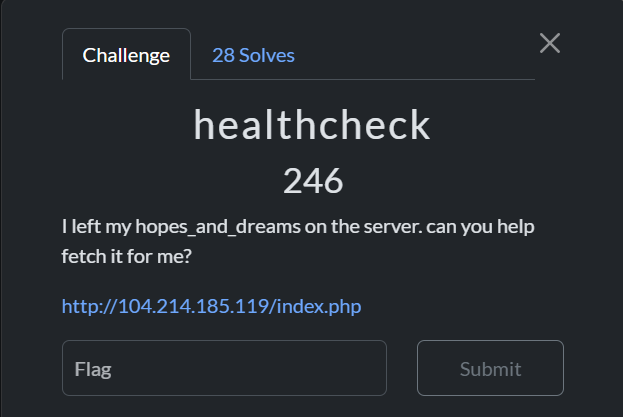 Challenge
28 Solves
healthcheck
246
I left my hopes_and_dreams on the server. can you help
fetch it for me?
http://104.214.185.119/index.php
Flag
Submit